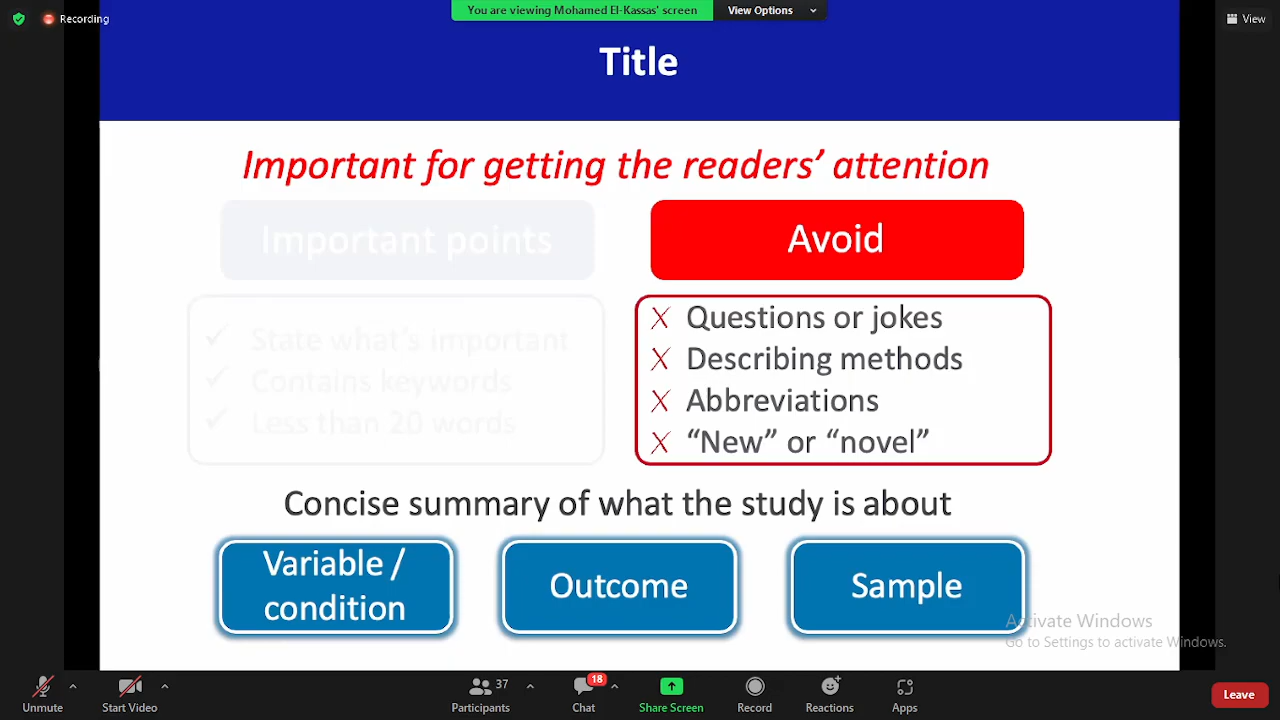 You are viewing Mohamed El-Kassas' screen
View Options
Recording
View
Title
Important for getting the readers’ attention
Important points
Avoid
State what’s important
Contains keywords
Less than 20 words
Questions or jokes
Describing methods
Abbreviations
“New” or “novel”
Concise summary of what the study is about
Variable /
condition
Outcome
Sample
Activate Windows
Go to Settings to activate Windows.
Unmute
Start Video
37
Participants
18
Chat
Share Screen
Record
Reactions
Apps
Leave